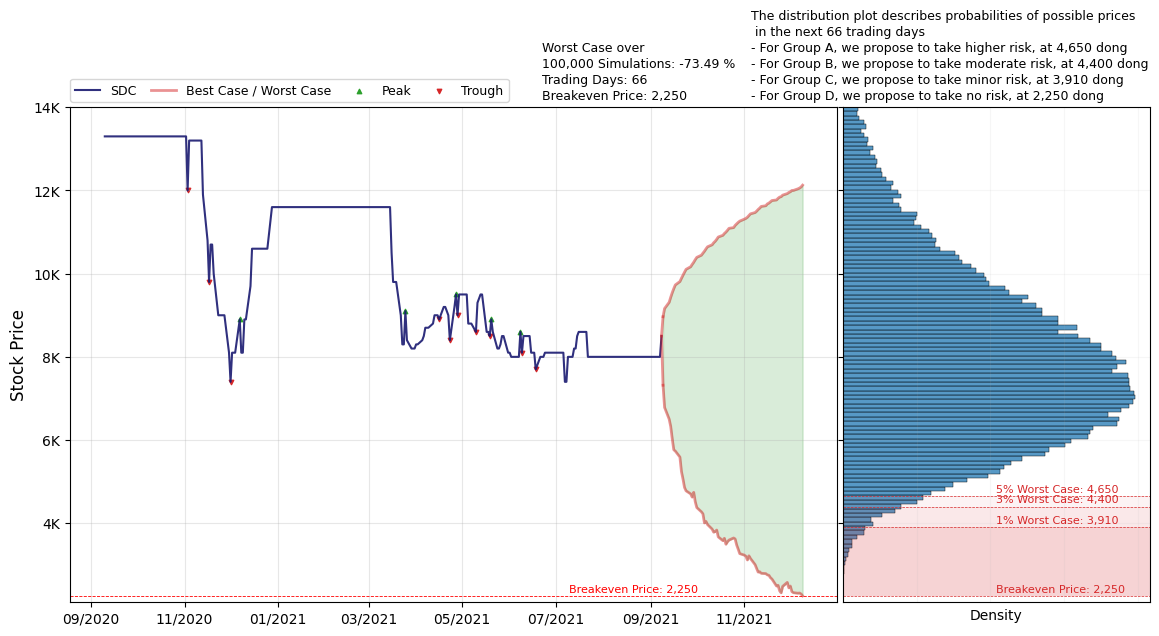 The distribution plot describes probabilities of possible prices
in the next 66 trading days
- For Group A, we propose to take higher risk, at 4,650 dong
- For Group B, we propose to take moderate risk, at 4,400 dong
- For Group C, we propose to take minor risk, at 3,910 dong
- For Group D, we propose to take no risk, at 2,250 dong
Worst Case over
100,000 Simulations: -73.49 %
Trading Days: 66
Breakeven Price: 2,250
SDC
Best Case / Worst Case
Peak
Trough
14K
12K
10K
8K
6K
4K
Stock Price
Breakeven Price: 2,250
09/2020
11/2020
01/2021
03/2021
05/2021
07/2021
09/2021
11/2021
5% Worst Case: 4,650
3% Worst Case: 4,400
1% Worst Case: 3,910
Breakeven Price: 2,250
Density